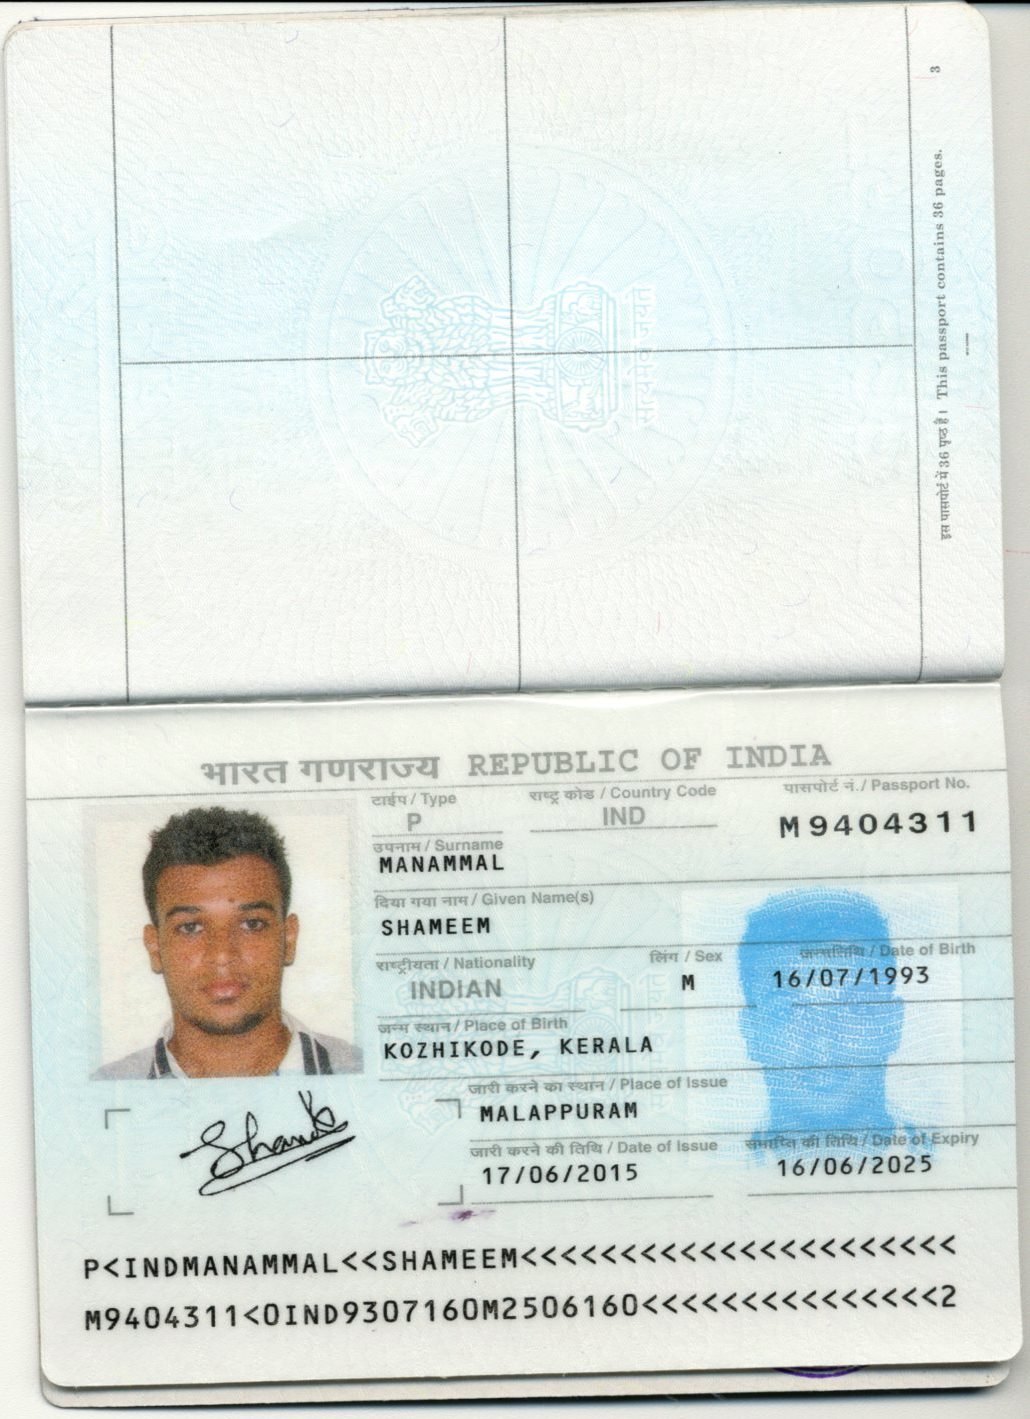 3
इस पासपोर्ट में 36 पृष्ठ हैं। This passport contains 36 pages.
भारत गणराज्य REPUBLIC OF INDIA
टाईप / Type
राष्ट्र कोड / Country Code
पासपोर्ट नं. / Passport No.
P
IND
M9404311
उपनाम / Surname
MANAMMAL
दिया गया नाम / Given Name(s)
SHAMEEM
राष्ट्रीयता / Nationality
लिंग / Sex
जन्मतिथि / Date of Birth
INDIAN
M
16/07/1993
जन्म स्थान / Place of Birth
KOZHIKODE, KERALA
जारी करने का स्थान / Place of Issue
MALAPPURAM
जारी करने की तिथि / Date of Issue
समाप्ति की तिथि / Date of Expiry
17/06/2015
16/06/2025
P<INDMANAMMAL<<SHAMEEM<<<<<<<<<<<<<<<<<<<<<<
M9404311<0IND9307160M2506160<<<<<<<<<<<<<<<2